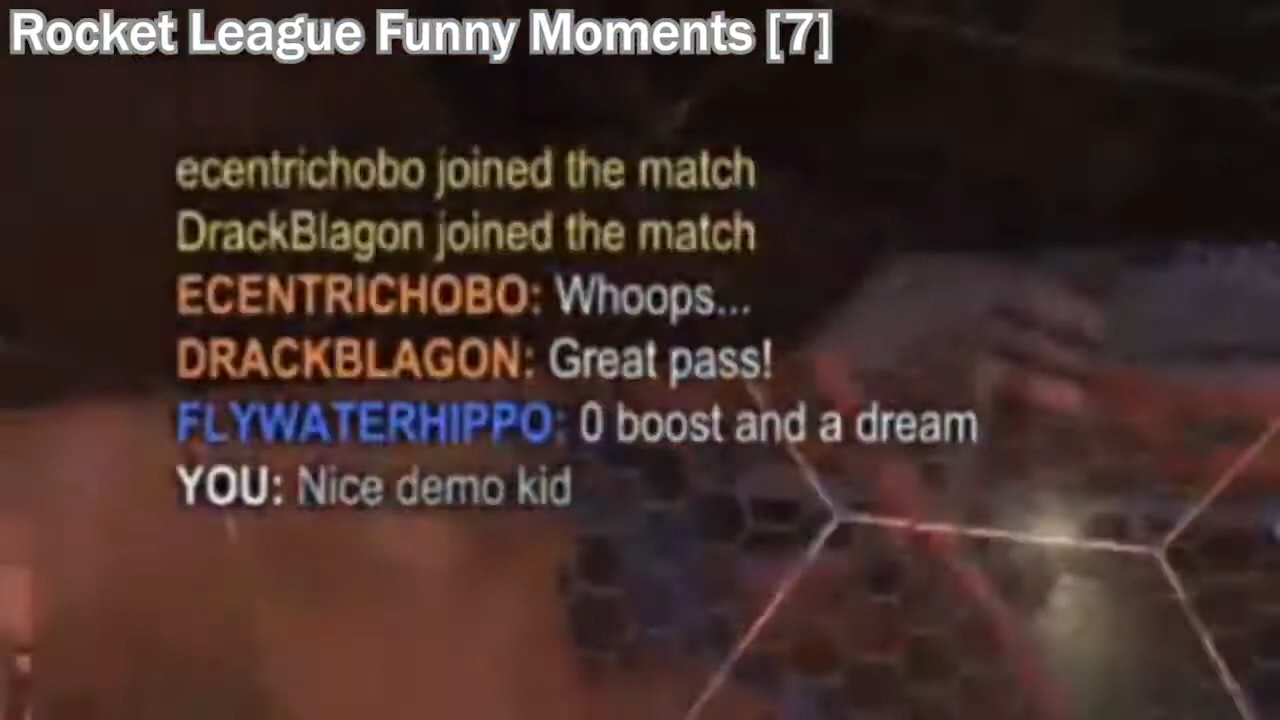 Rocket League Funny Moments [7]
ecentrichobo joined the match
DrackBlagon joined the match
ECENTRICHOBO: Whoops...
DRACKBLAGON: Great pass!
FLYWATERHIPPO: 0 boost and a dream
YOU: Nice demo kid